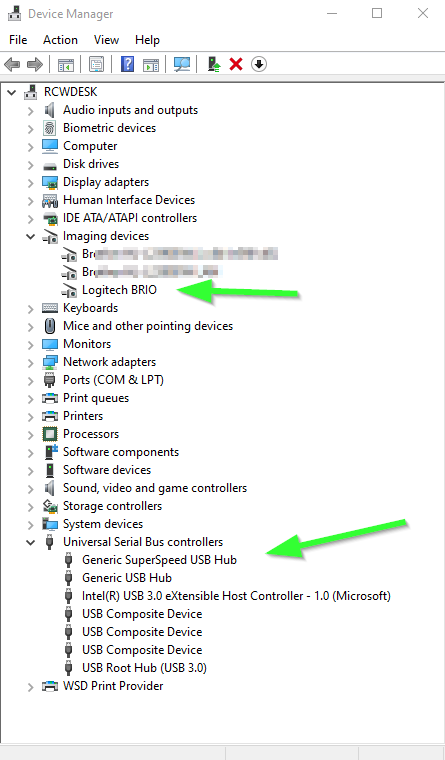 Device Manager
File Action View Help
RCWDESK
Audio inputs and outputs
Biometric devices
Computer
Disk drives
Display adapters
Human Interface Devices
IDE ATA/ATAPI controllers
Imaging devices
Logitech BRIO
Keyboards
Mice and other pointing devices
Monitors
Network adapters
Ports (COM & LPT)
Print queues
Printers
Processors
Software components
Software devices
Sound, video and game controllers
Storage controllers
System devices
Universal Serial Bus controllers
Generic SuperSpeed USB Hub
Generic USB Hub
Intel(R) USB 3.0 eXtensible Host Controller - 1.0 (Microsoft)
USB Composite Device
USB Composite Device
USB Composite Device
USB Root Hub (USB 3.0)
WSD Print Provider